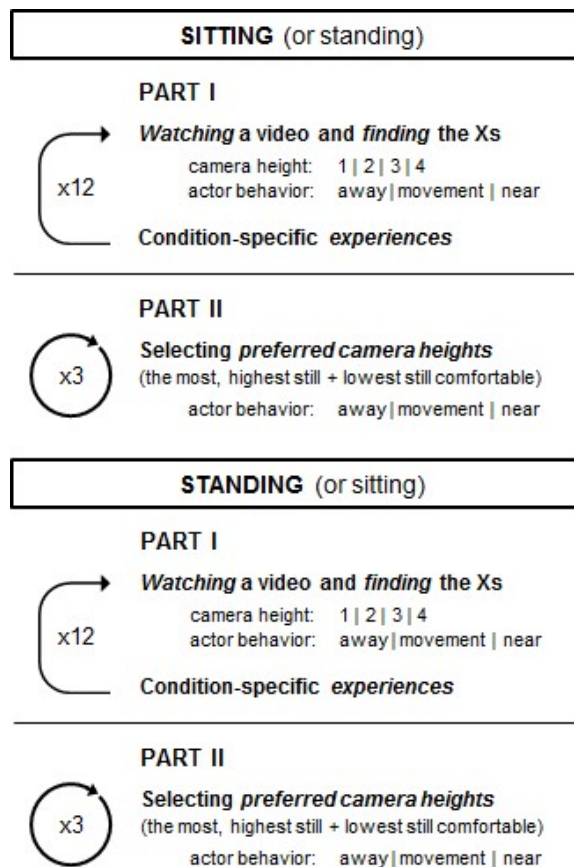 SITTING (or standing)
PART I
Watching a video and finding the Xs
camera height: 1 | 2 | 3 | 4
x12
actor behavior: away | movement | near
Condition-specific experiences
PART II
Selecting preferred camera heights
x3
(the most, highest still + lowest still comfortable)
actor behavior: away | movement | near
STANDING (or sitting)
PART I
Watching a video and finding the Xs
camera height: 1 | 2 | 3 | 4
x12
actor behavior: away | movement | near
Condition-specific experiences
PART II
Selecting preferred camera heights
x3
(the most, highest still + lowest still comfortable)
actor behavior: away | movement | near